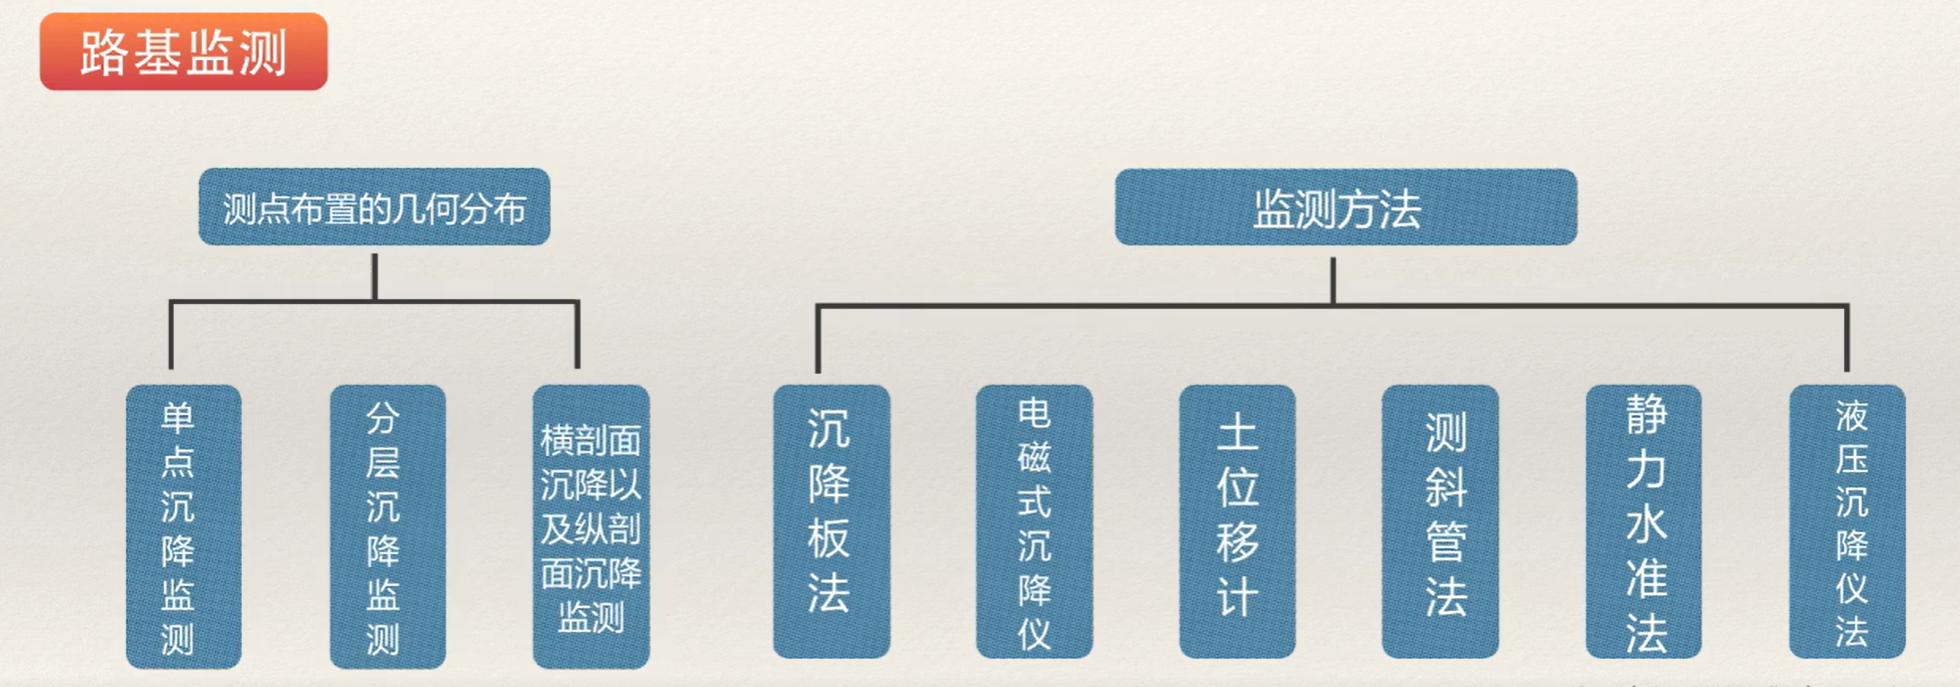 路基监测
测点布置的几何分布
监测方法
单点沉降监测
分层沉降监测
横剖面
沉降以
及纵剖
面沉降
监测
沉降板法
电磁式沉降仪
土位移计
测斜管法
静力水准法
液压沉降仪法